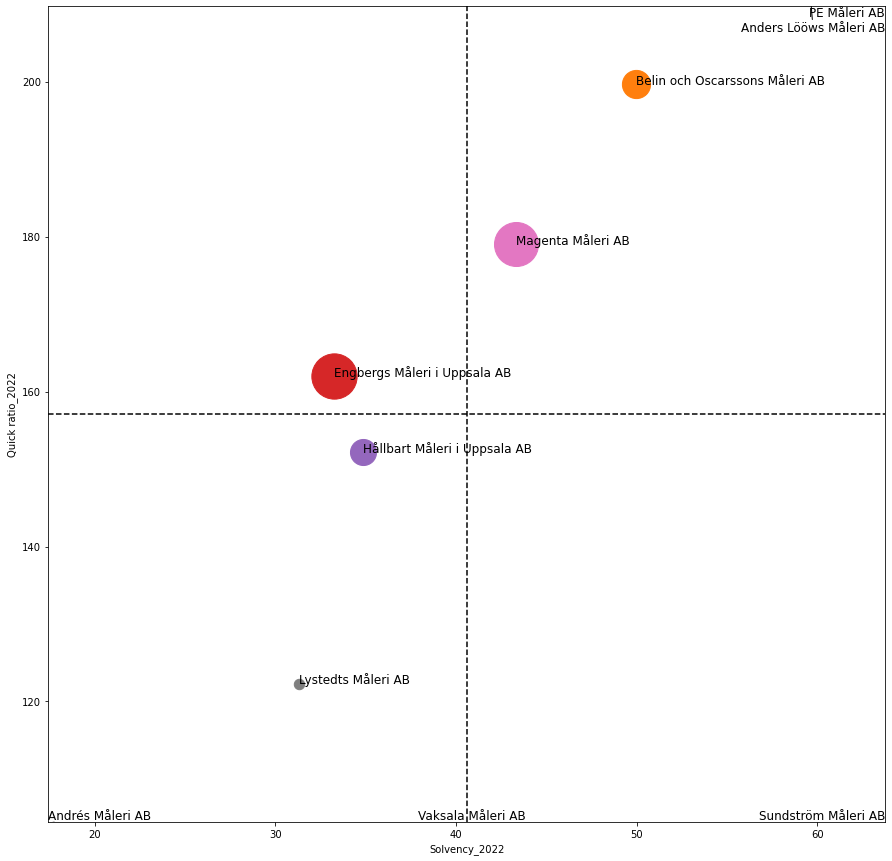 PE Måleri AB
Anders Lööws Måleri AB
200
Belin och Oscarssons Måleri AB
180
Magenta Måleri AB
Engbergs Måleri i Uppsala AB
160
Quick ratio_2022
Hållbart Måleri i Uppsala AB
140
Lystedts Måleri AB
120
Andrés Måleri AB
Vaksala Måleri AB
Sundström Måleri AB
20
30
40
50
60
Solvency_2022